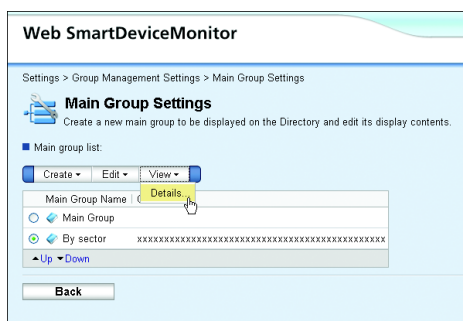 Web SmartDeviceMonitor
Settings > Group Management Settings > Main Group Settings
Main Group Settings
Create a new main group to be displayed on the Directory and edit its display contents.
Main group list:
Create Edit View
Details...
Main Group Name
Main Group
By sector xxxxxxxxxxxxxxxxxxxxxxxxxxxxxxxxxxxxxxxxxxxxxx
Up Down
Back